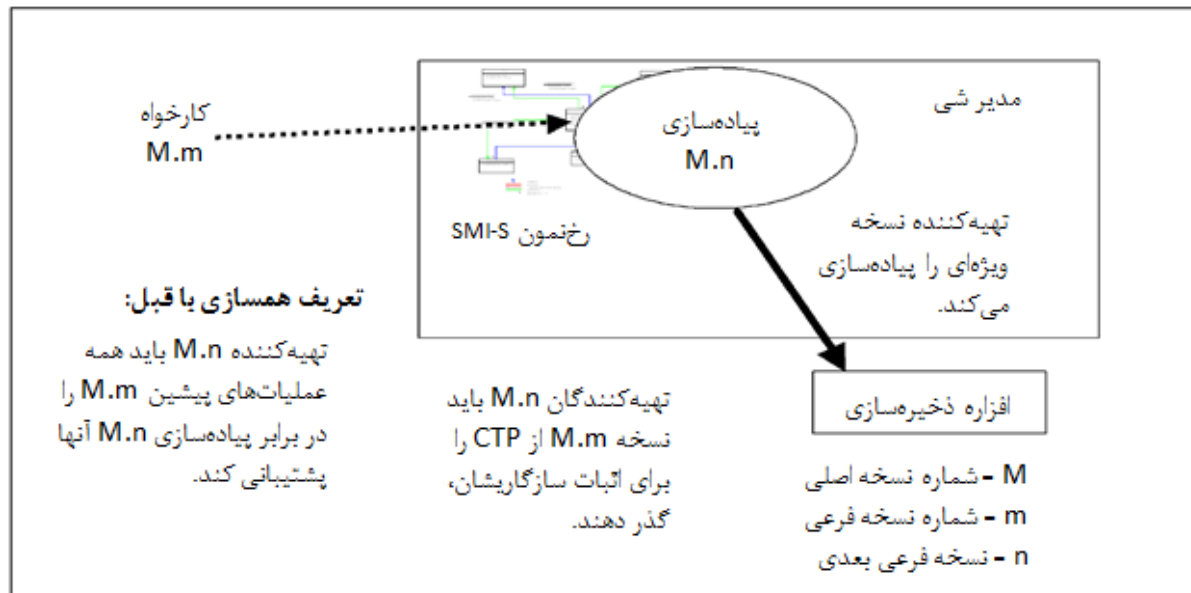 کارخواه
M.m
پیاده‌سازی
M.n
مدیر شی
رخ‌نمون SMI-S
تهیه‌کننده نسخه
ویژه‌ای را پیاده‌سازی
می‌کند.
تعریف همسازی با قبل:
تهیه‌کننده M.n باید همه
عملیات‌های پیشین M.m را
در برابر پیاده‌سازی M.n آنها
پشتیبانی کند.
تهیه‌کنندگان M.n باید
نسخه M.m از CTP را
برای اثبات سازگاریشان،
گذر دهند.
افزاره ذخیره‌سازی
M - شماره نسخه اصلی
m - شماره نسخه فرعی
n - نسخه فرعی بعدی